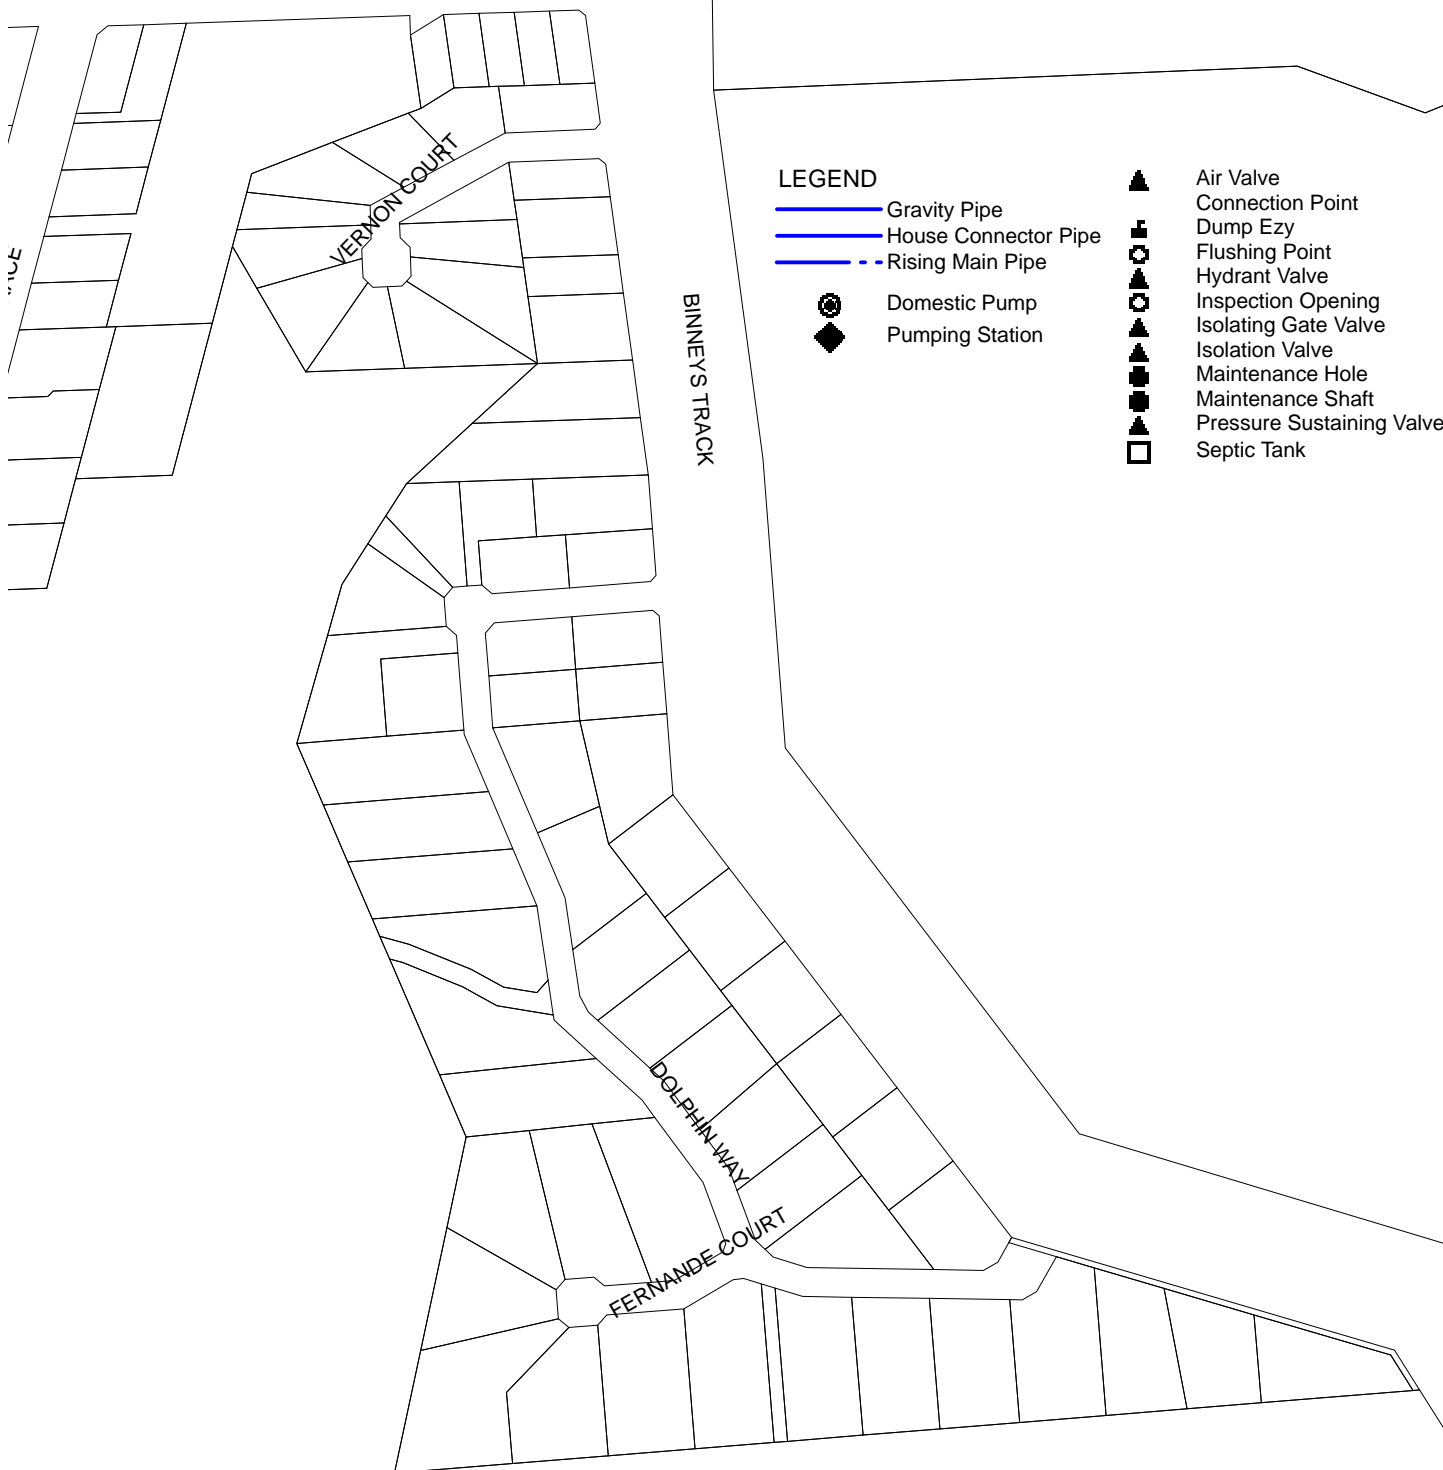 VERNON COURT
BINNEYS TRACK
DOLPHIN WAY
FERNANDE COURT
LEGEND
Gravity Pipe
House Connector Pipe
Rising Main Pipe
Domestic Pump
Pumping Station
Air Valve
Connection Point
Dump Ezy
Flushing Point
Hydrant Valve
Inspection Opening
Isolating Gate Valve
Isolation Valve
Maintenance Hole
Maintenance Shaft
Pressure Sustaining Valve
Septic Tank